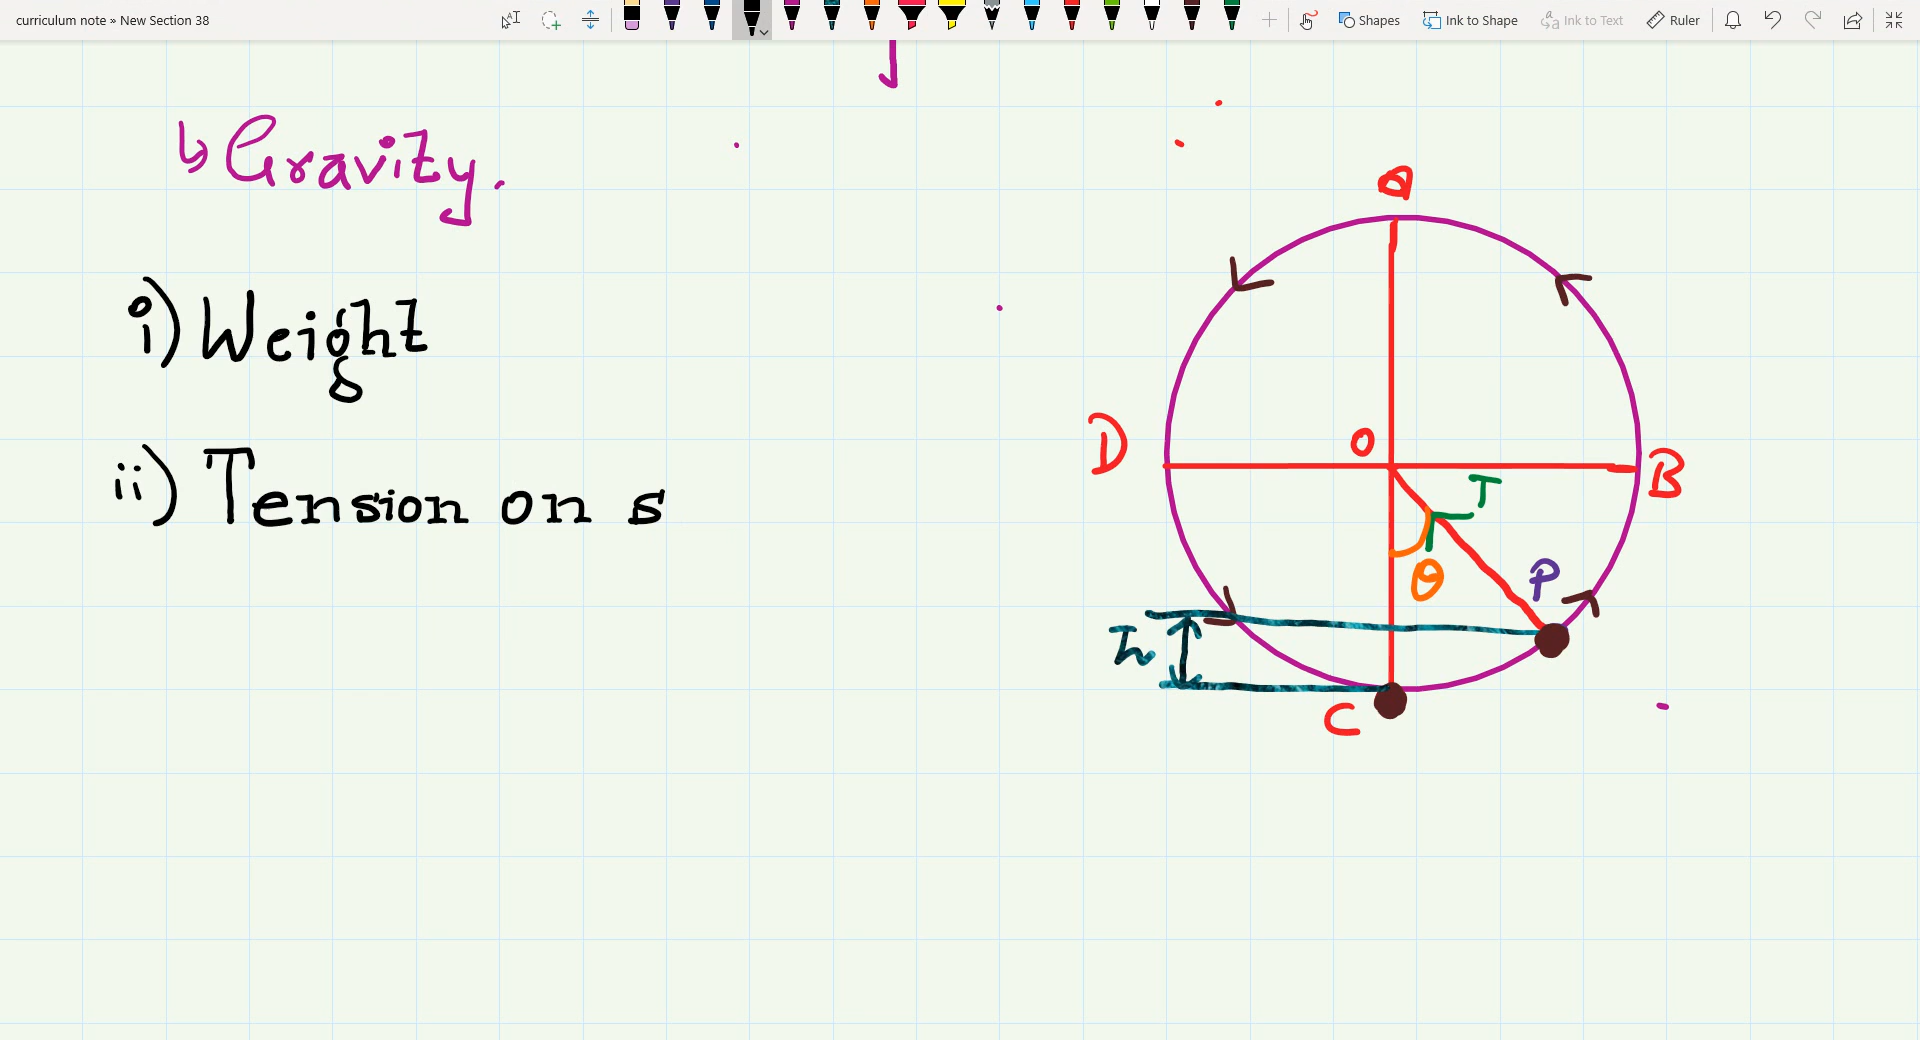 curriculum note » New Section 38
Shapes
Ink to Shape
Ink to Text
Ruler
↳ Gravity.
i) Weight
ii) Tension on s
D
O
B
T
θ
P
h
C